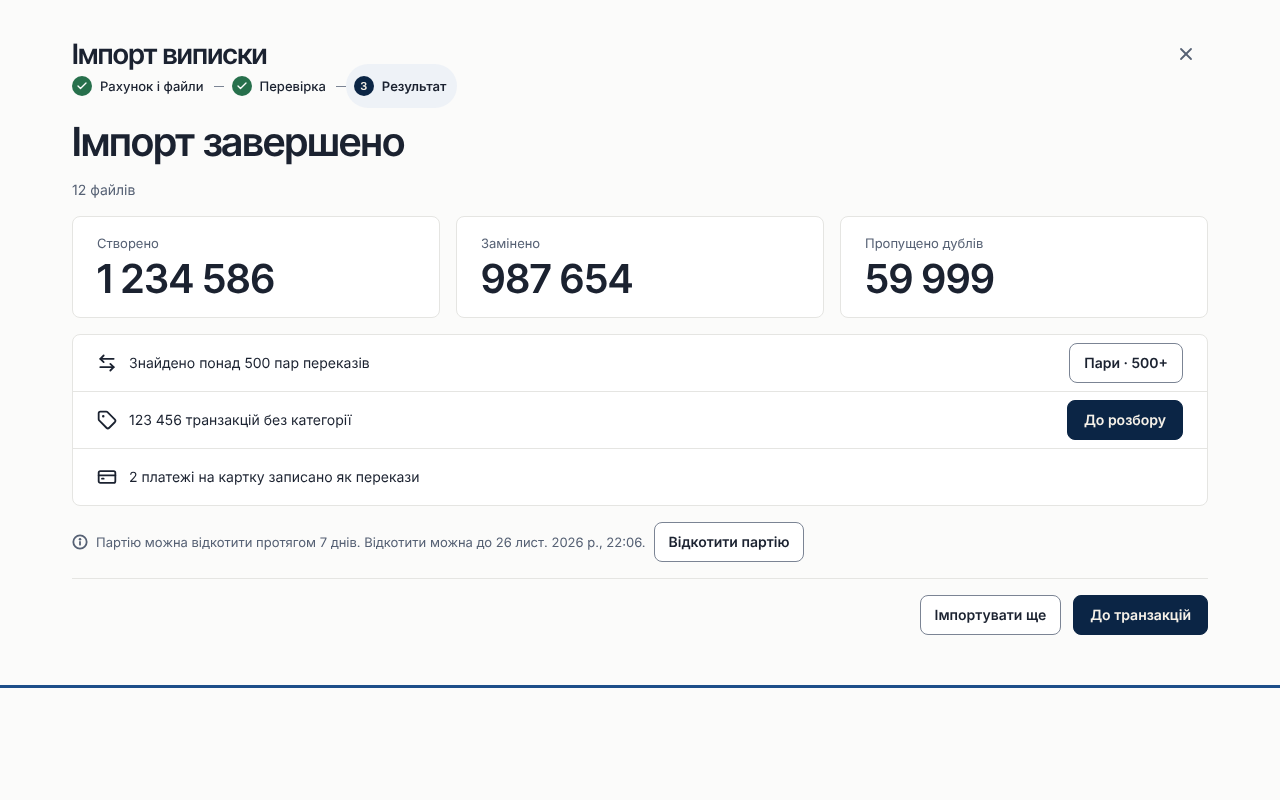 Імпорт виписки
Рахунок і файли — Перевірка — 3 Результат
Імпорт завершено
12 файлів
Створено
1 234 586
Замінено
987 654
Пропущено дублів
59 999
Знайдено понад 500 пар переказів
Пари · 500+
123 456 транзакцій без категорії
До розбору
2 платежі на картку записано як перекази
Партію можна відкотити протягом 7 днів. Відкотити можна до 26 лист. 2026 р., 22:06.
Відкотити партію
Імпортувати ще
До транзакцій